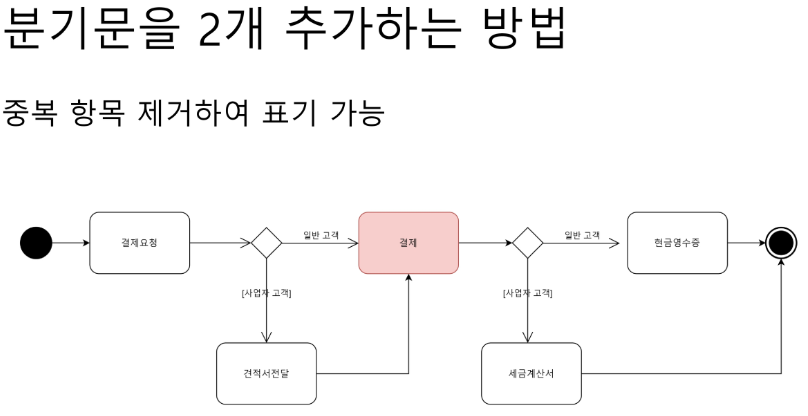 분기문을 2개 추가하는 방법
중복 항목 제거하여 표기 가능
결제요청
일반 고객
결제
일반 고객
현금영수증
[사업자 고객]
[사업자 고객]
견적서전달
세금계산서